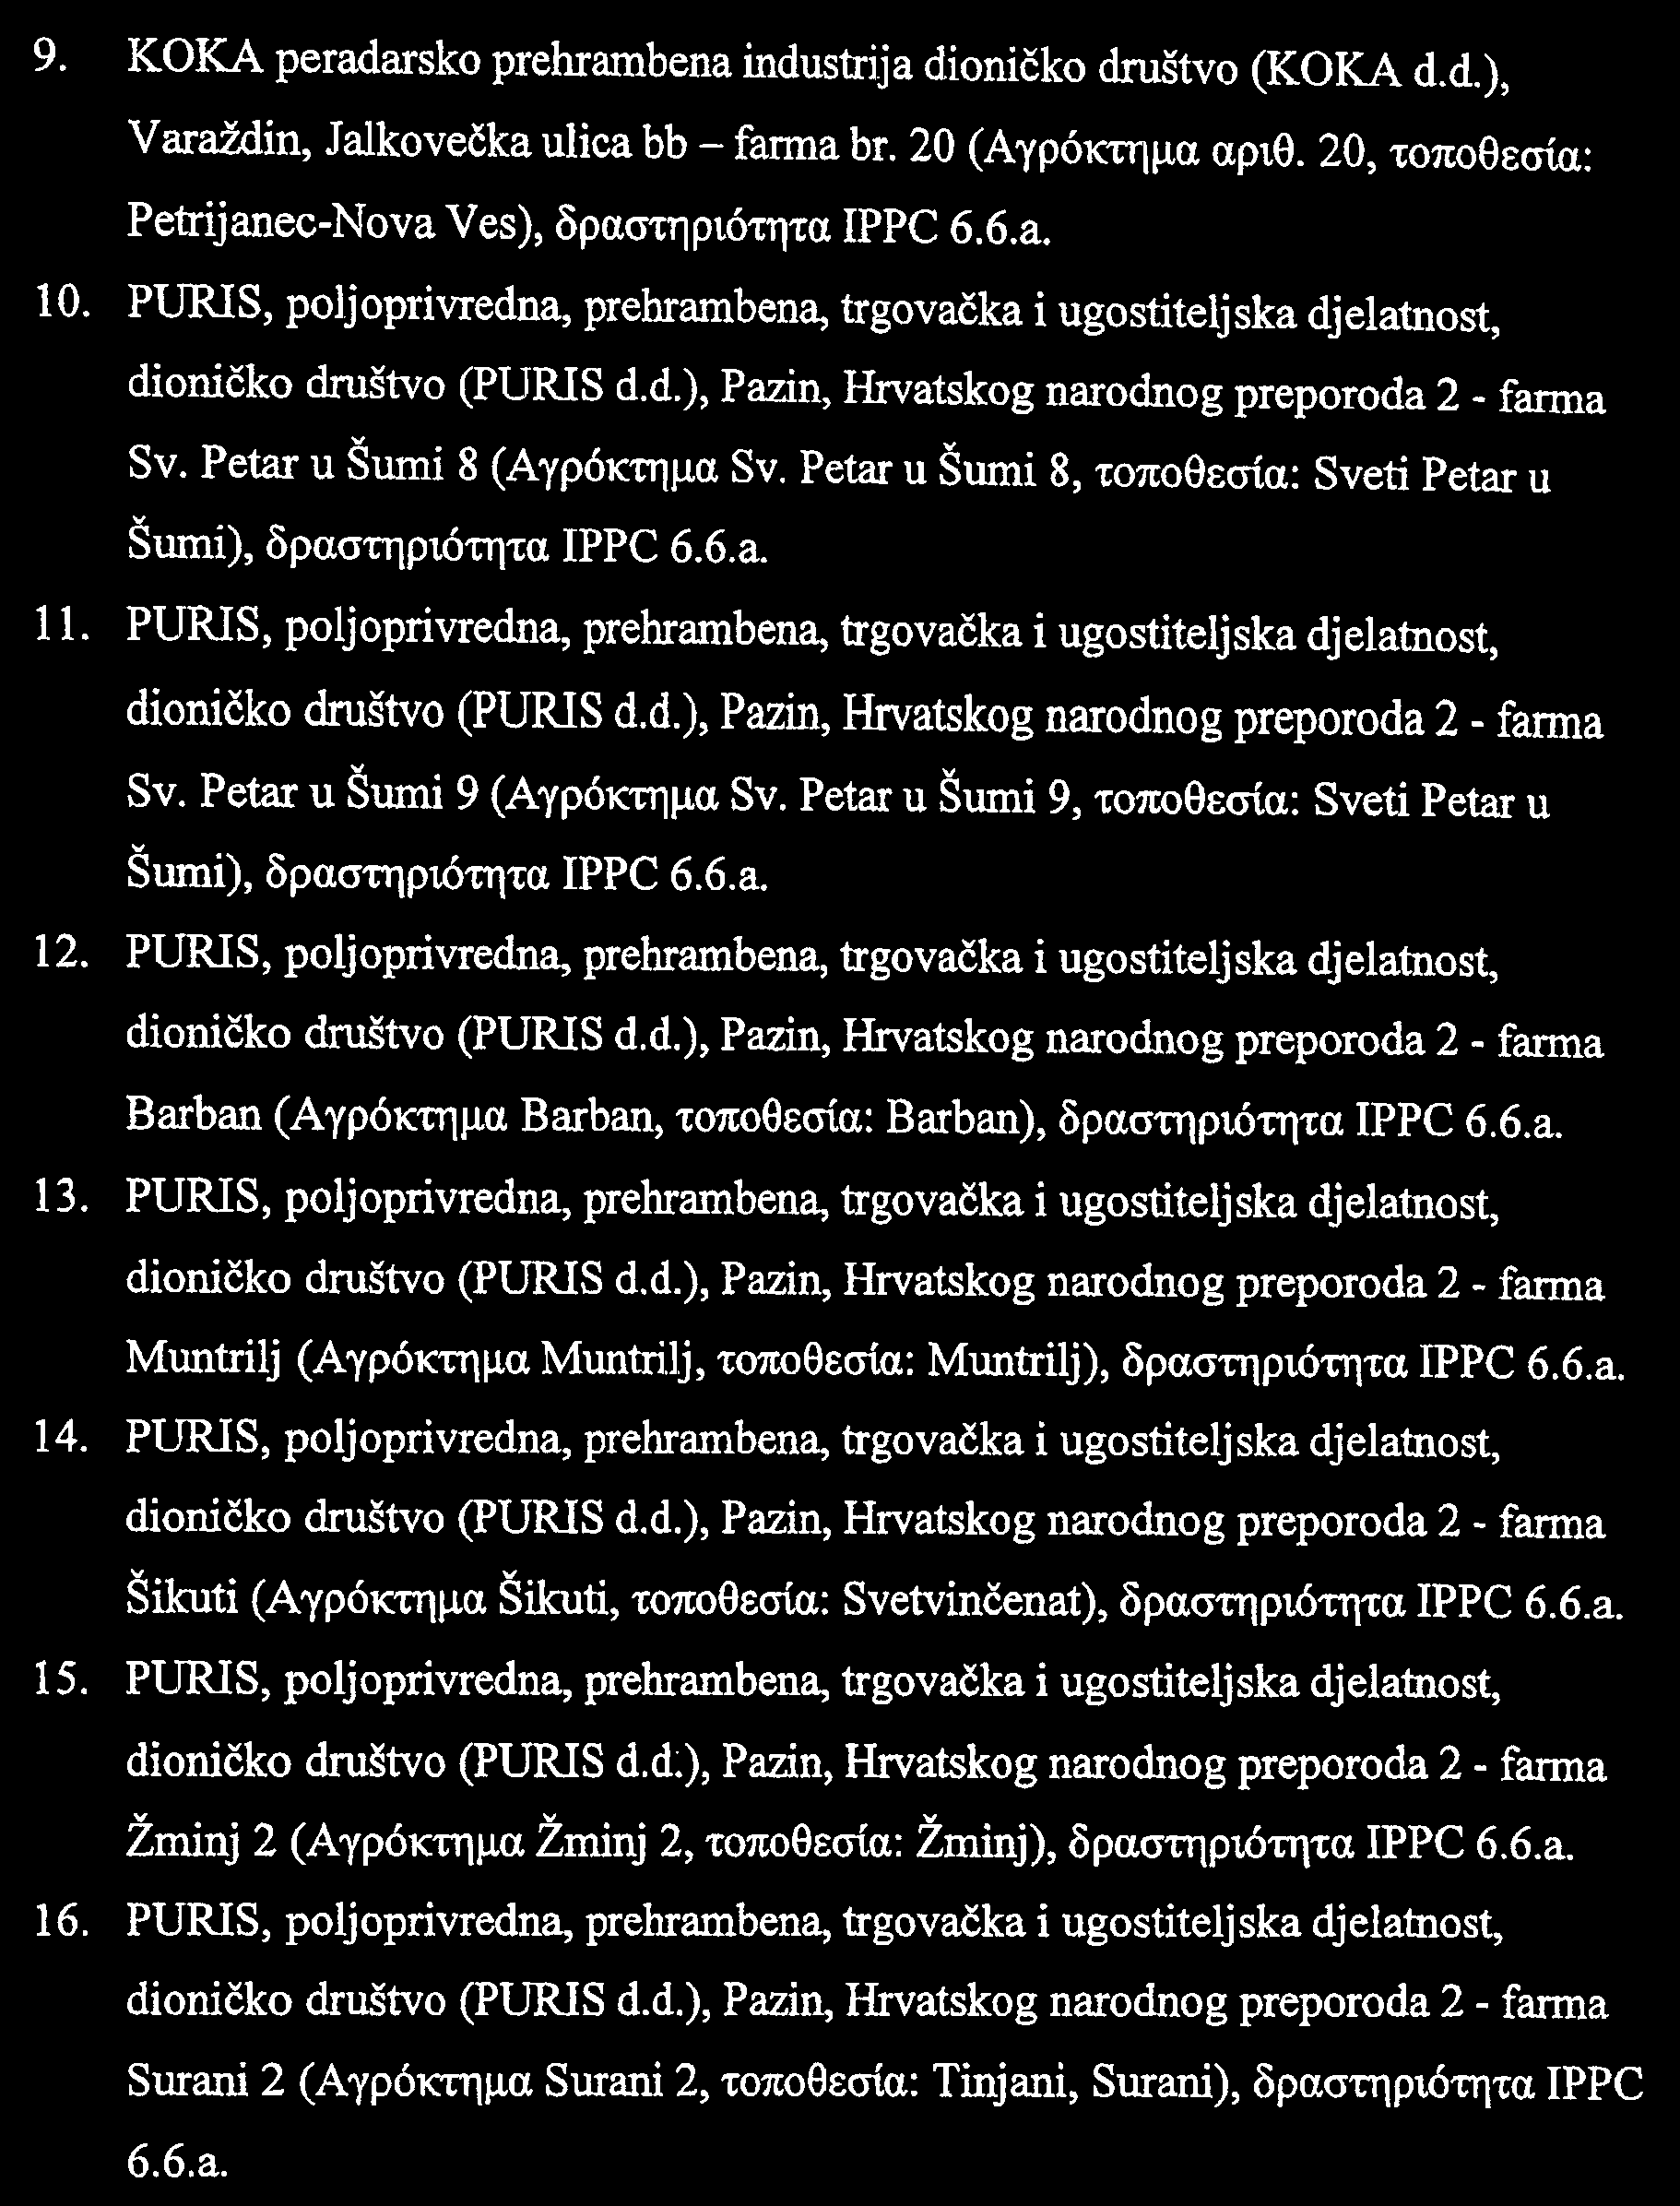 9. KOKA peradarsko prehrambena industrija dioničko društvo (KOKA d.d.),
Varaždin, Jalkovečka ulica bb – farma br. 20 (Αγρόκτημα αριθ. 20, τοποθεσία:
Petrijanec-Nova Ves), δραστηριότητα IPPC 6.6.a.
10. PURIS, poljoprivredna, prehrambena, trgovačka i ugostiteljska djelatnost,
dioničko društvo (PURIS d.d.), Pazin, Hrvatskog narodnog preporoda 2 - farma
Sv. Petar u Šumi 8 (Αγρόκτημα Sv. Petar u Šumi 8, τοποθεσία: Sveti Petar u
Šumi), δραστηριότητα IPPC 6.6.a.
11. PURIS, poljoprivredna, prehrambena, trgovačka i ugostiteljska djelatnost,
dioničko društvo (PURIS d.d.), Pazin, Hrvatskog narodnog preporoda 2 - farma
Sv. Petar u Šumi 9 (Αγρόκτημα Sv. Petar u Šumi 9, τοποθεσία: Sveti Petar u
Šumi), δραστηριότητα IPPC 6.6.a.
12. PURIS, poljoprivredna, prehrambena, trgovačka i ugostiteljska djelatnost,
dioničko društvo (PURIS d.d.), Pazin, Hrvatskog narodnog preporoda 2 - farma
Barban (Αγρόκτημα Barban, τοποθεσία: Barban), δραστηριότητα IPPC 6.6.a.
13. PURIS, poljoprivredna, prehrambena, trgovačka i ugostiteljska djelatnost,
dioničko društvo (PURIS d.d.), Pazin, Hrvatskog narodnog preporoda 2 - farma
Muntrilj (Αγρόκτημα Muntrilj, τοποθεσία: Muntrilj), δραστηριότητα IPPC 6.6.a.
14. PURIS, poljoprivredna, prehrambena, trgovačka i ugostiteljska djelatnost,
dioničko društvo (PURIS d.d.), Pazin, Hrvatskog narodnog preporoda 2 - farma
Šikuti (Αγρόκτημα Šikuti, τοποθεσία: Svetvinčenat), δραστηριότητα IPPC 6.6.a.
15. PURIS, poljoprivredna, prehrambena, trgovačka i ugostiteljska djelatnost,
dioničko društvo (PURIS d.d.), Pazin, Hrvatskog narodnog preporoda 2 - farma
Žminj 2 (Αγρόκτημα Žminj 2, τοποθεσία: Žminj), δραστηριότητα IPPC 6.6.a.
16. PURIS, poljoprivredna, prehrambena, trgovačka i ugostiteljska djelatnost,
dioničko društvo (PURIS d.d.), Pazin, Hrvatskog narodnog preporoda 2 - farma
Surani 2 (Αγρόκτημα Surani 2, τοποθεσία: Tinjani, Surani), δραστηριότητα IPPC
6.6.a.